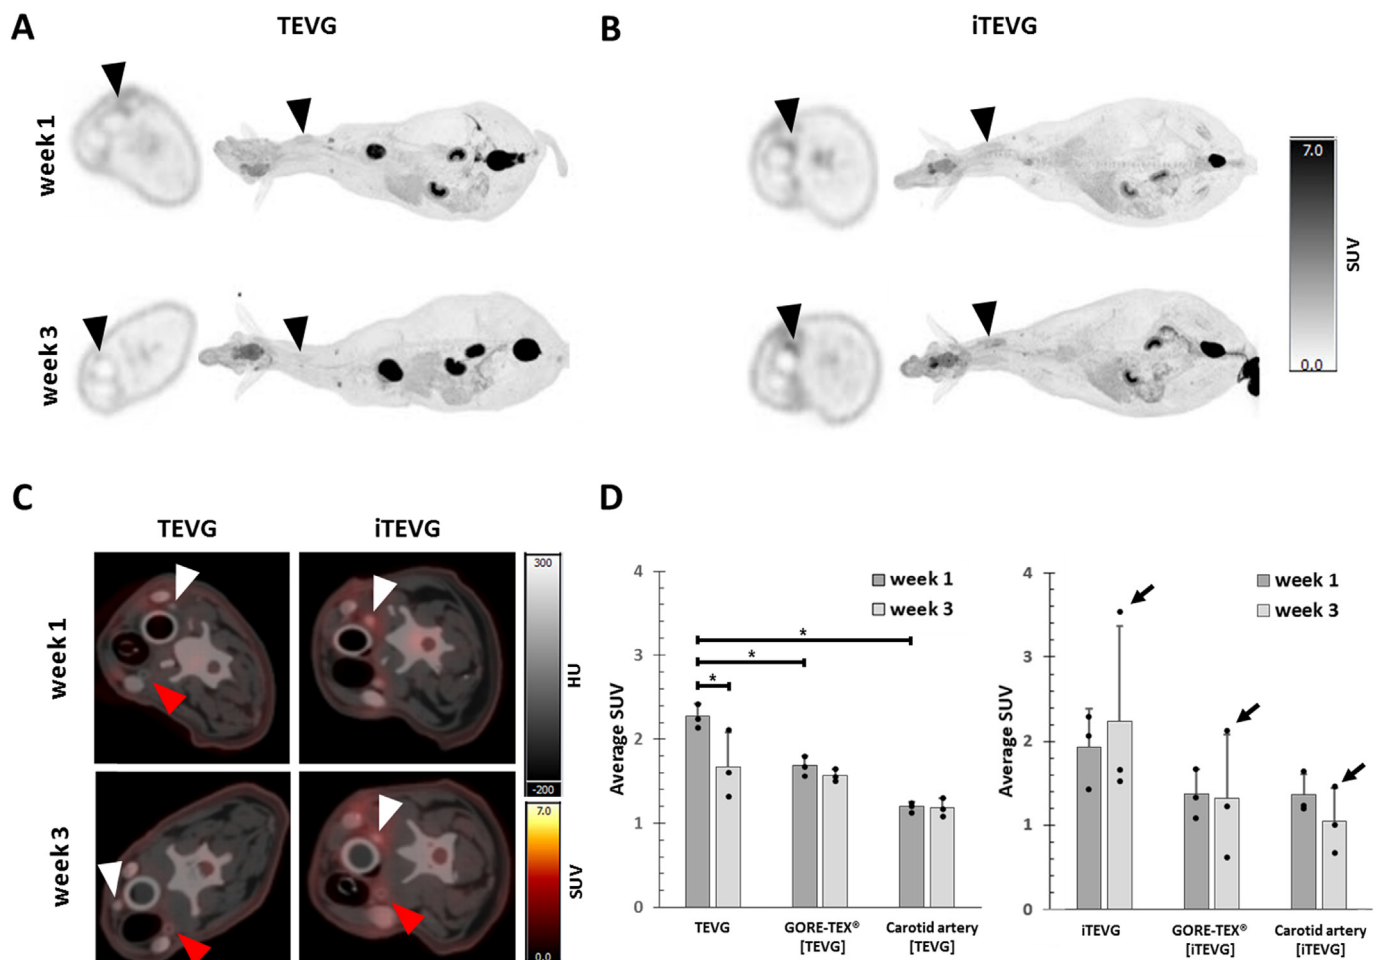 A
TEVG
B
iTEVG
week 1
week 3
7.0
0.0
SUV
C
TEVG
iTEVG
week 1
week 3
300
-200
HU
7.0
0.0
SUV
D
4
3
2
1
0
Average SUV
week 1
week 3
*
*
*
TEVG
GORE-TEX®
[TEVG]
Carotid artery
[TEVG]
4
3
2
1
0
Average SUV
week 1
week 3
iTEVG
GORE-TEX®
[iTEVG]
Carotid artery
[iTEVG]